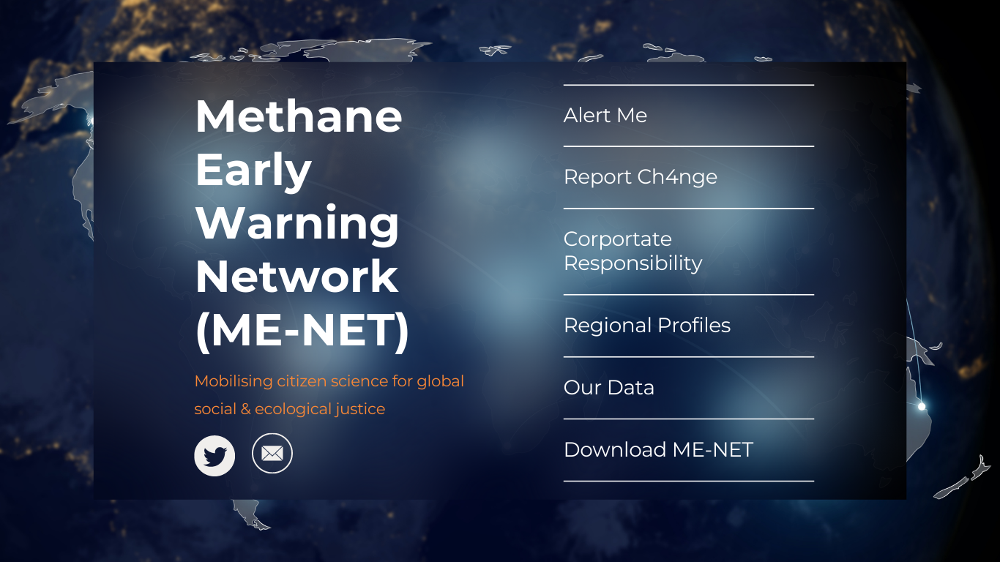 Methane
Early
Warning
Network
(ME-NET)
Mobilising citizen science for global
social & ecological justice
Alert Me
Report Ch4nge
Corportate
Responsibility
Regional Profiles
Our Data
Download ME-NET